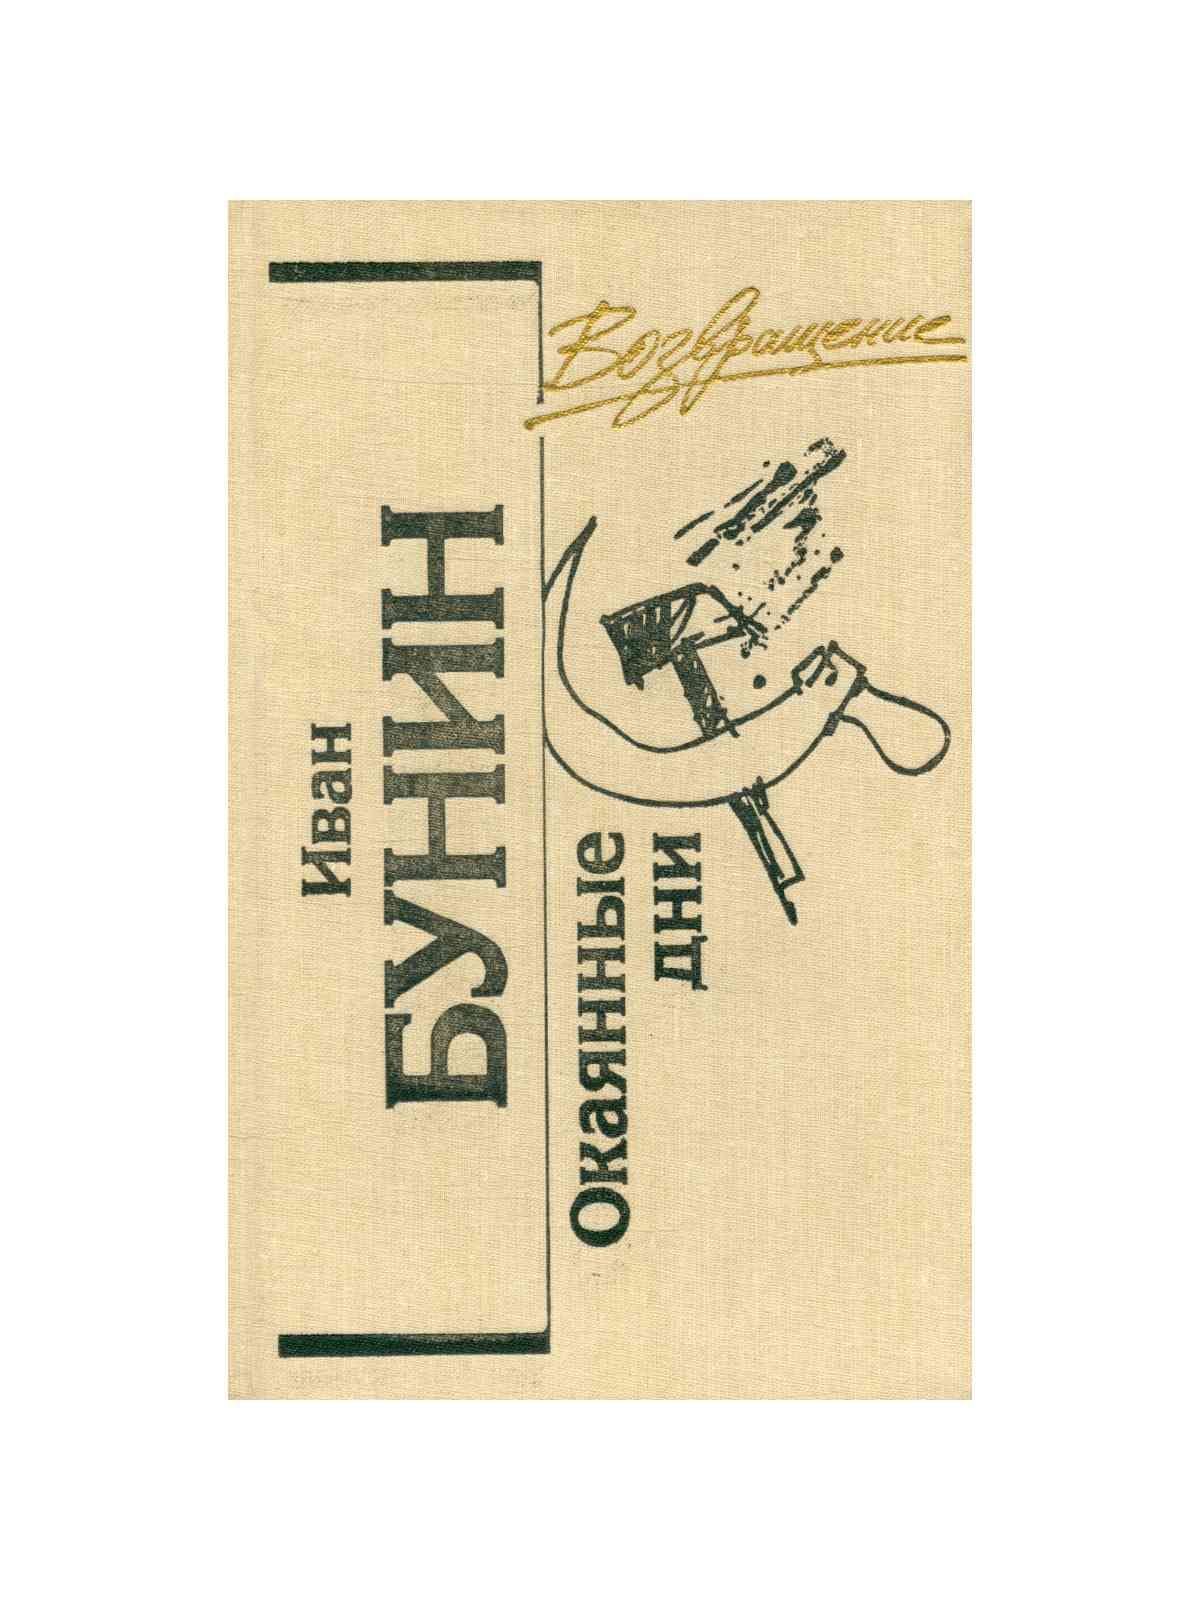 Возвращение
Иван
БУНИН
Окаянные
дни